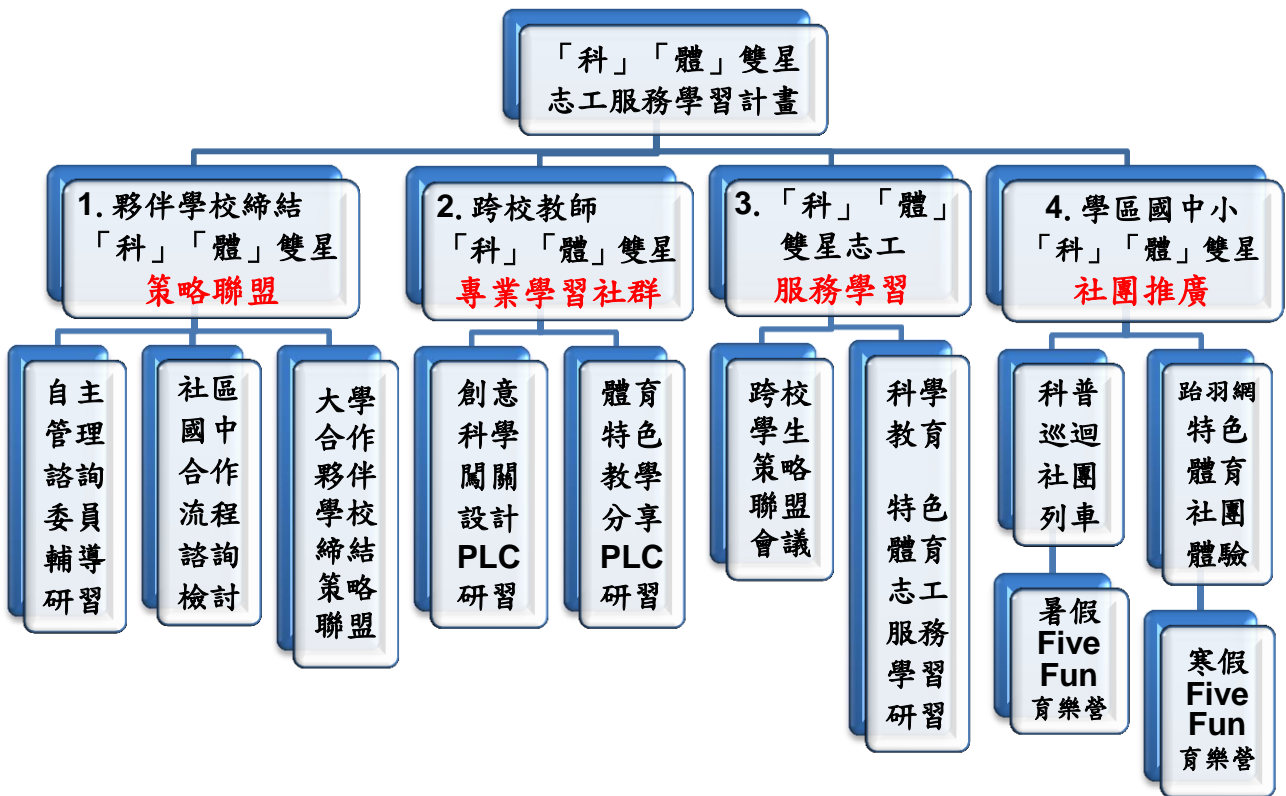 「科」「體」雙星
志工服務學習計畫
1. 夥伴學校締結
「科」「體」雙星
策略聯盟
2. 跨校教師
「科」「體」雙星
專業學習社群
3. 「科」「體」
雙星志工
服務學習
4. 學區國中小
「科」「體」雙星
社團推廣
自主
管理
諮詢
委員
輔導
研習
社區
國中
合作
流程
諮詢
檢討
大學
合作
夥伴
學校
締結
策略
聯盟
創意
科學
闖關
設計
PLC
研習
體育
特色
教學
分享
PLC
研習
跨校
學生
策略
聯盟
會議
科學
教育
特色
體育
志工
服務
學習
研習
科普
巡迴
社團
列車
暑假
Five
Fun
育樂營
跆羽網
特色
體育
社團
體驗
寒假
Five
Fun
育樂營